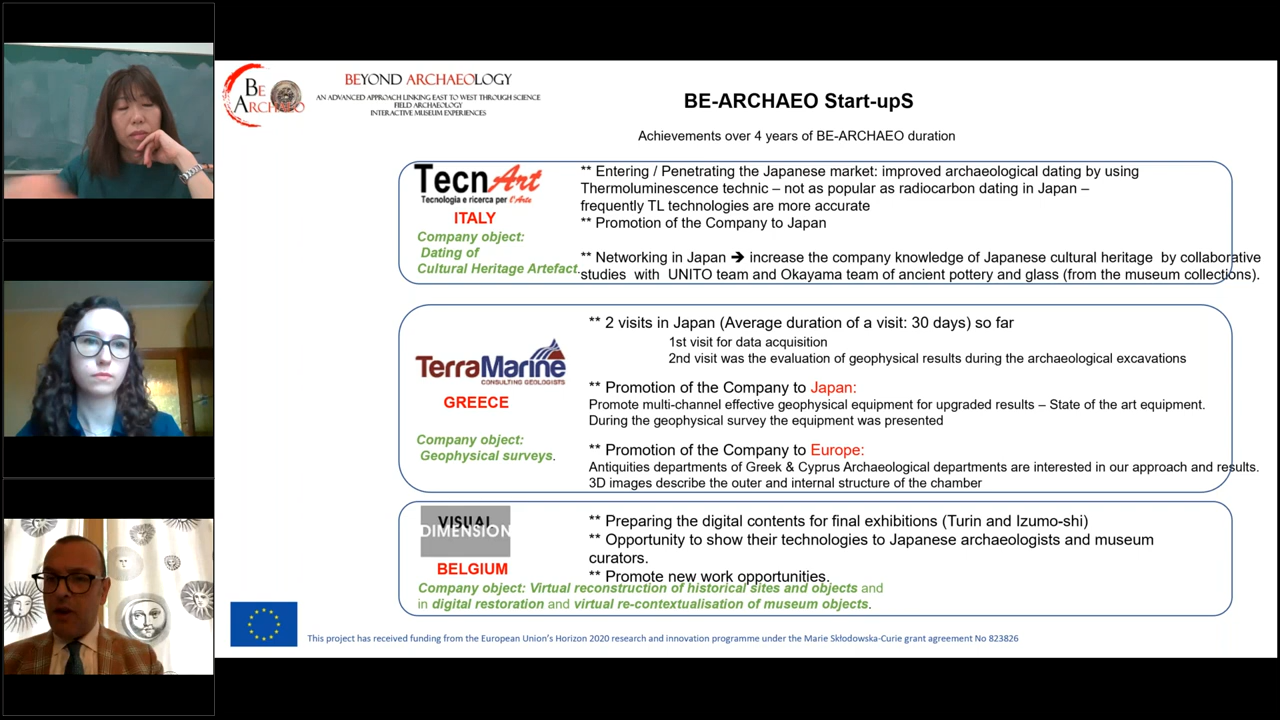 BE ARCHAEO
BEYOND ARCHAEOLOGY
AN ADVANCED APPROACH LINKING EAST TO WEST THROUGH SCIENCE
FIELD ARCHAEOLOGY
INTERACTIVE MUSEUM EXPERIENCES
BE-ARCHAEO Start-upS
Achievements over 4 years of BE-ARCHAEO duration
TecnArt
Tecnologia e ricerca per l'Arte
ITALY
Company object:
Dating of
Cultural Heritage Artefact.
** Entering / Penetrating the Japanese market: improved archaeological dating by using
Thermoluminescence technic – not as popular as radiocarbon dating in Japan –
frequently TL technologies are more accurate
** Promotion of the Company to Japan
** Networking in Japan ➔ increase the company knowledge of Japanese cultural heritage by collaborative
studies with UNITO team and Okayama team of ancient pottery and glass (from the museum collections).
TerraMarine
CONSULTING GEOLOGISTS
GREECE
Company object:
Geophysical surveys.
** 2 visits in Japan (Average duration of a visit: 30 days) so far
1st visit for data acquisition
2nd visit was the evaluation of geophysical results during the archaeological excavations
** Promotion of the Company to Japan:
Promote multi-channel effective geophysical equipment for upgraded results – State of the art equipment.
During the geophysical survey the equipment was presented
** Promotion of the Company to Europe:
Antiquities departments of Greek & Cyprus Archaeological departments are interested in our approach and results.
3D images describe the outer and internal structure of the chamber
VISUAL
DIMENSION
BELGIUM
** Preparing the digital contents for final exhibitions (Turin and Izumo-shi)
** Opportunity to show their technologies to Japanese archaeologists and museum
curators.
** Promote new work opportunities.
Company object: Virtual reconstruction of historical sites and objects and
in digital restoration and virtual re-contextualisation of museum objects.
This project has received funding from the European Union's Horizon 2020 research and innovation programme under the Marie Skłodowska-Curie grant agreement No 823826